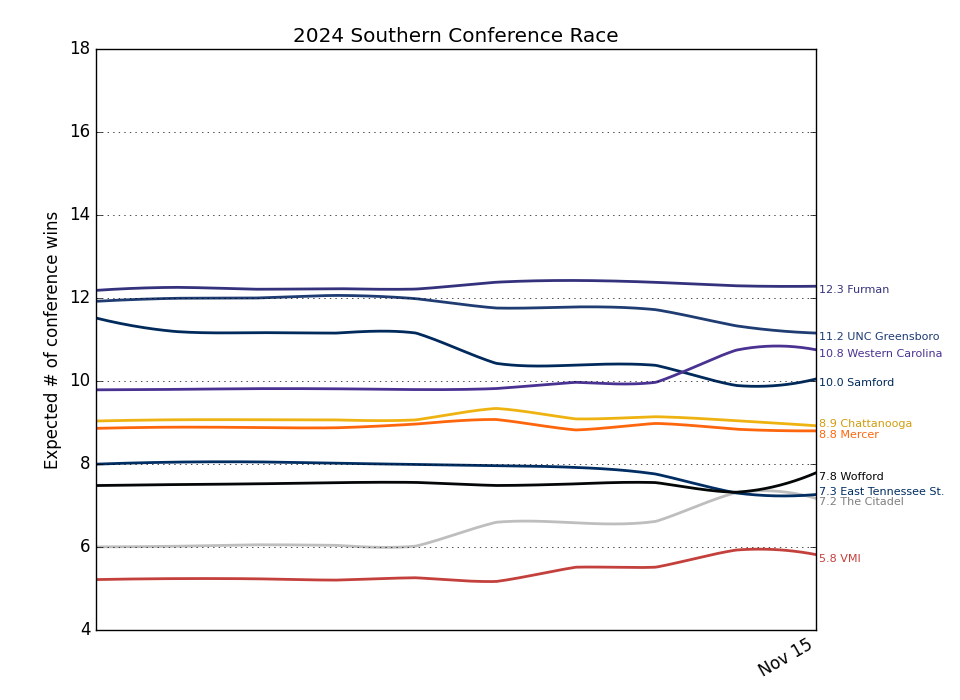 2024 Southern Conference Race
Expected # of conference wins
18
16
14
12
10
8
6
4
12.3 Furman
11.2 UNC Greensboro
10.8 Western Carolina
10.0 Samford
8.9 Chattanooga
8.8 Mercer
7.8 Wofford
7.3 East Tennessee St.
7.2 The Citadel
5.8 VMI
Nov 15